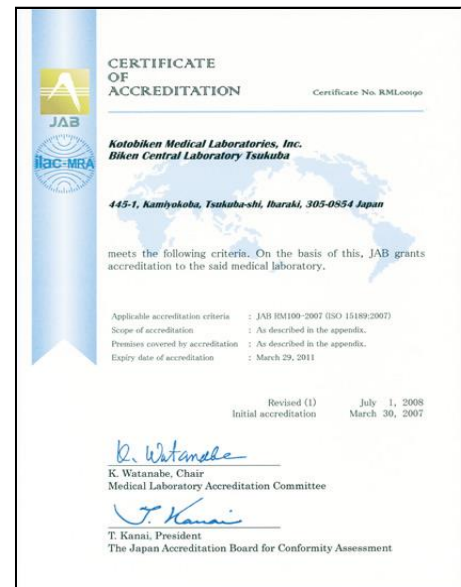 CERTIFICATE
OF
ACCREDITATION
Certificate No. RML00190
JAB
ilac-MRA
Kotobiken Medical Laboratories, Inc.
Biken Central Laboratory Tsukuba
445-1, Kamiyokoba, Tsukuba-shi, Ibaraki, 305-0854 Japan
meets the following criteria. On the basis of this, JAB grants
accreditation to the said medical laboratory.
Applicable accreditation criteria : JAB RM100-2007 (ISO 15189:2007)
Scope of accreditation : As described in the appendix.
Premises covered by accreditation : As described in the appendix.
Expiry date of accreditation : March 29, 2011
Revised (1) July 1, 2008
Initial accreditation March 30, 2007
K. Watanabe
K. Watanabe, Chair
Medical Laboratory Accreditation Committee
T. Kanai
T. Kanai, President
The Japan Accreditation Board for Conformity Assessment